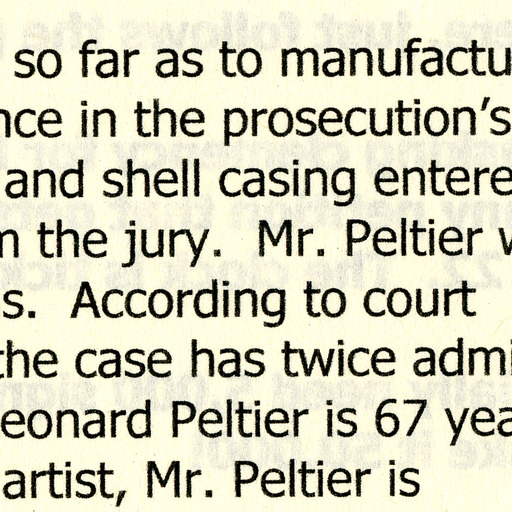 so far as to manufactu
nce in the prosecution's
and shell casing entere
m the jury. Mr. Peltier w
s. According to court
the case has twice admi
eonard Peltier is 67 yea
artist, Mr. Peltier is